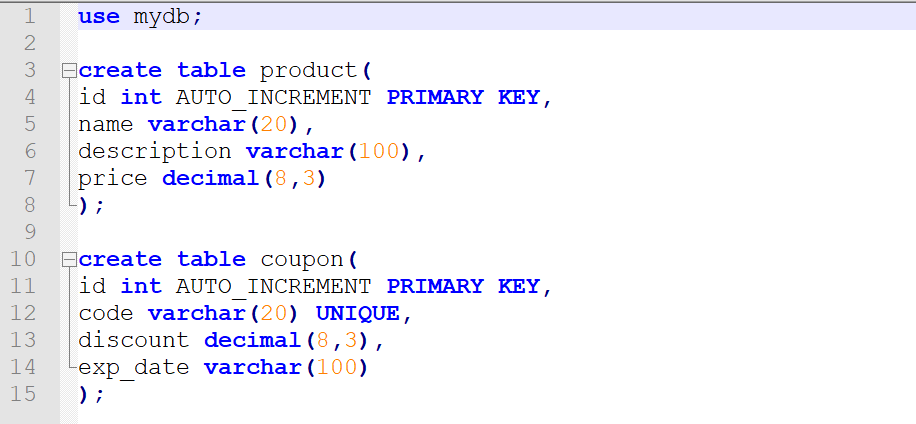 1 use mydb;
2
3 create table product(
4 id int AUTO_INCREMENT PRIMARY KEY,
5 name varchar(20),
6 description varchar(100),
7 price decimal(8,3)
8 );
9
10 create table coupon(
11 id int AUTO_INCREMENT PRIMARY KEY,
12 code varchar(20) UNIQUE,
13 discount decimal(8,3),
14 exp_date varchar(100)
15 );